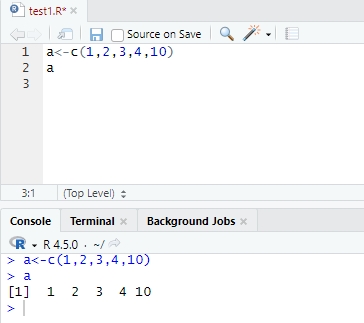 test1.R* ×
Source on Save
1 a<-c(1,2,3,4,10)
2 a
3
3:1 (Top Level)
Console Terminal × Background Jobs ×
R R 4.5.0 · ~/
> a<-c(1,2,3,4,10)
> a
[1]  1  2  3  4 10
>